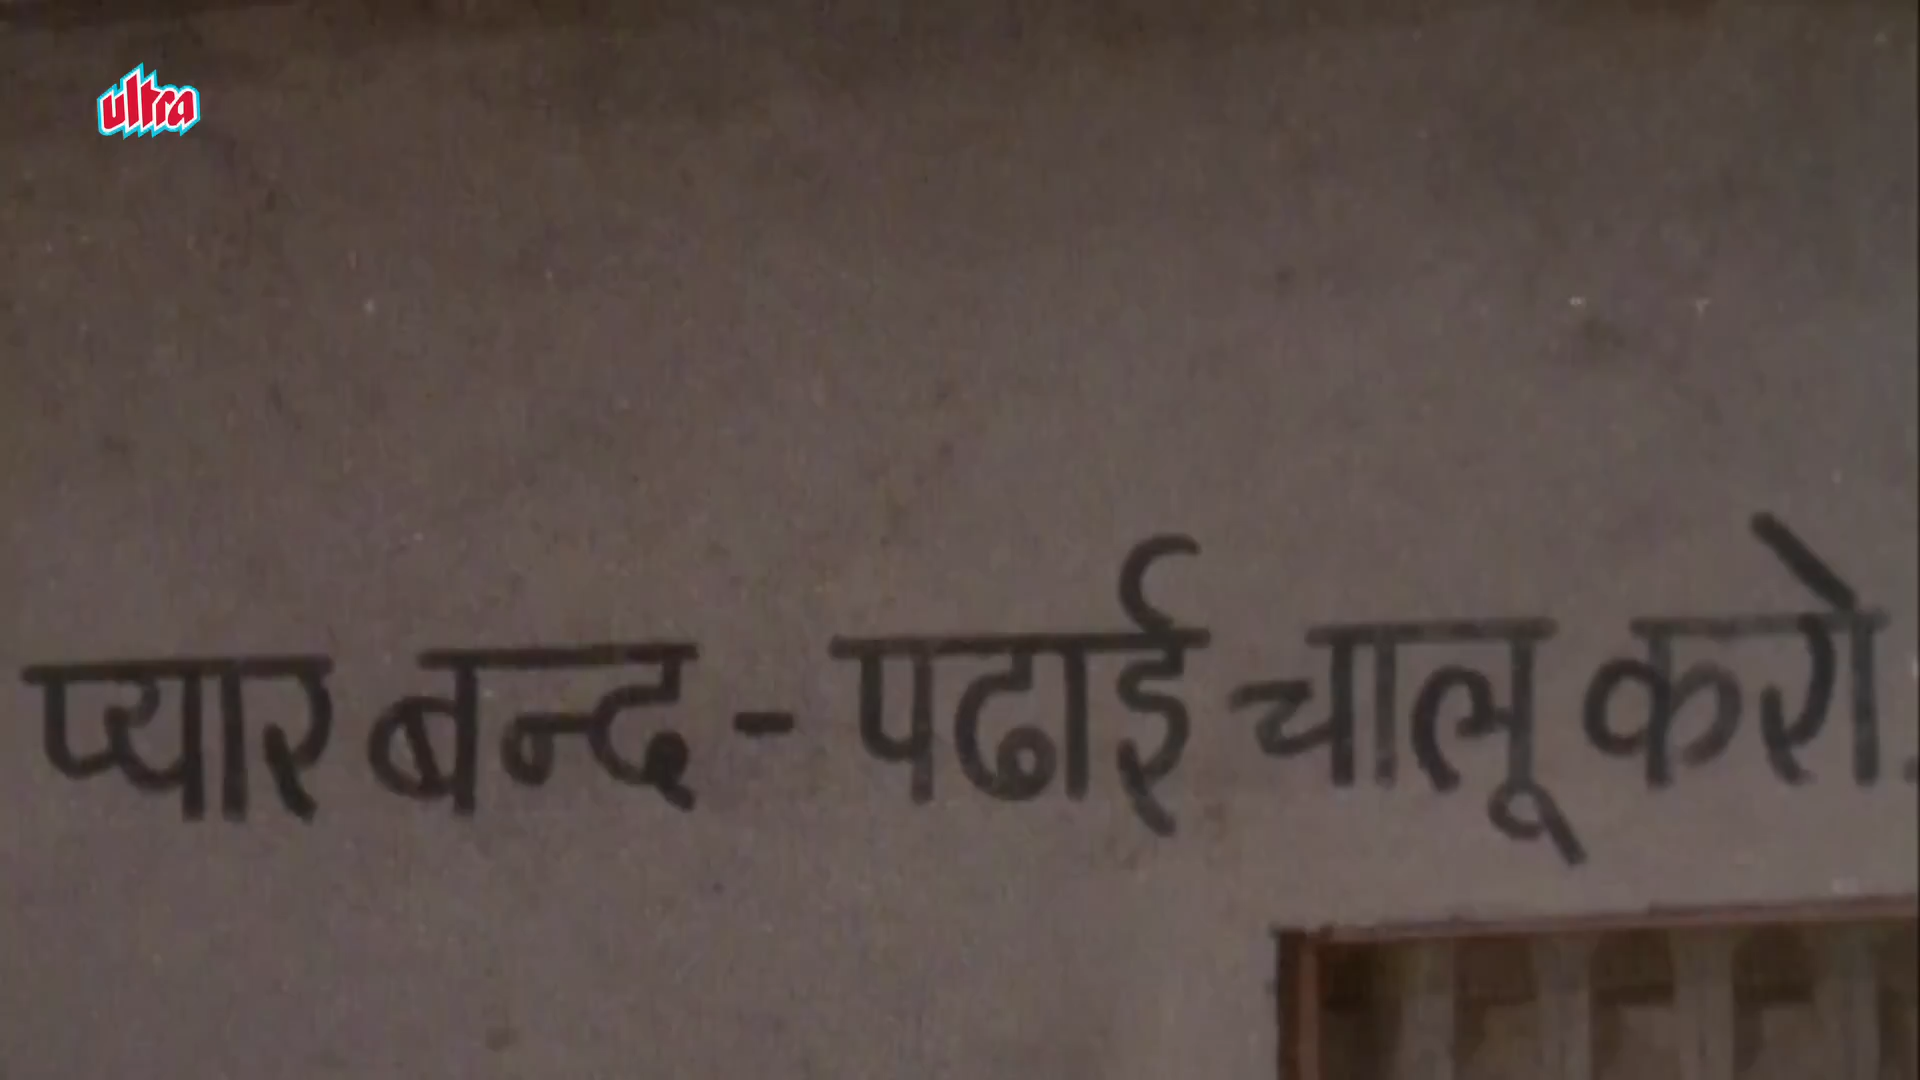 ultra
प्यार बन्द - पढाई चालू करो.